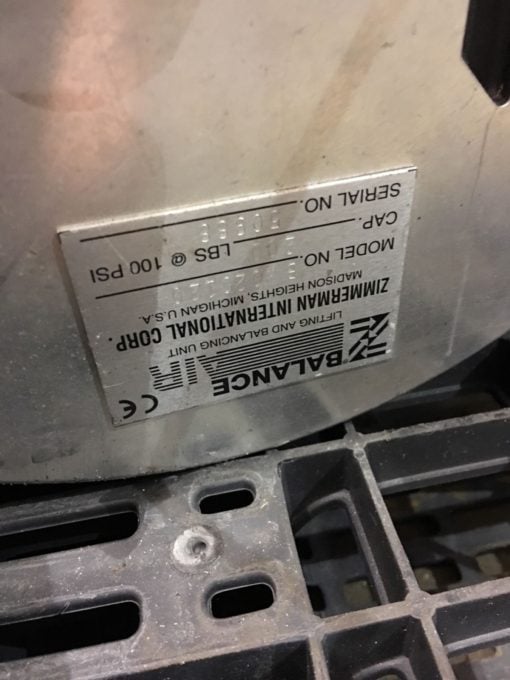 BALANCE
AIR
CE
LIFTING AND BALANCING UNIT
ZIMMERMAN INTERNATIONAL CORP.
MADISON HEIGHTS, MICHIGAN U.S.A.
MODEL NO.
CAP. LBS @ 100 PSI
SERIAL NO.